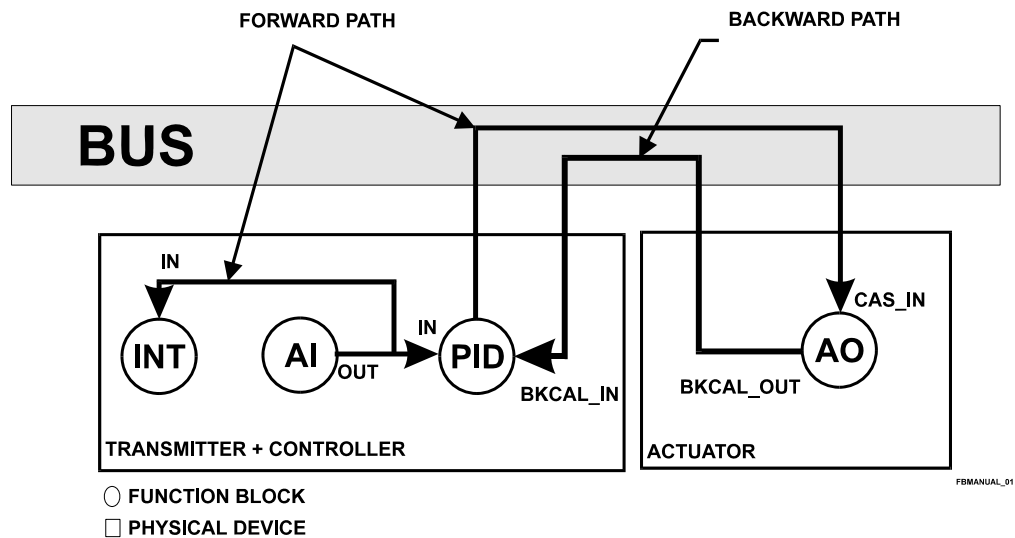 FORWARD PATH
BACKWARD PATH
BUS
IN
CAS_IN
IN
INT
AI
PID
AO
OUT
BKCAL_IN
BKCAL_OUT
TRANSMITTER + CONTROLLER
ACTUATOR
FBMANUAL_01
FUNCTION BLOCK
PHYSICAL DEVICE